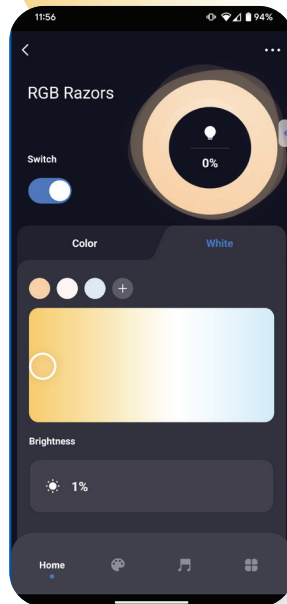 11:56
94%
RGB Razors
0%
Switch
Color White
Brightness
1%
Home